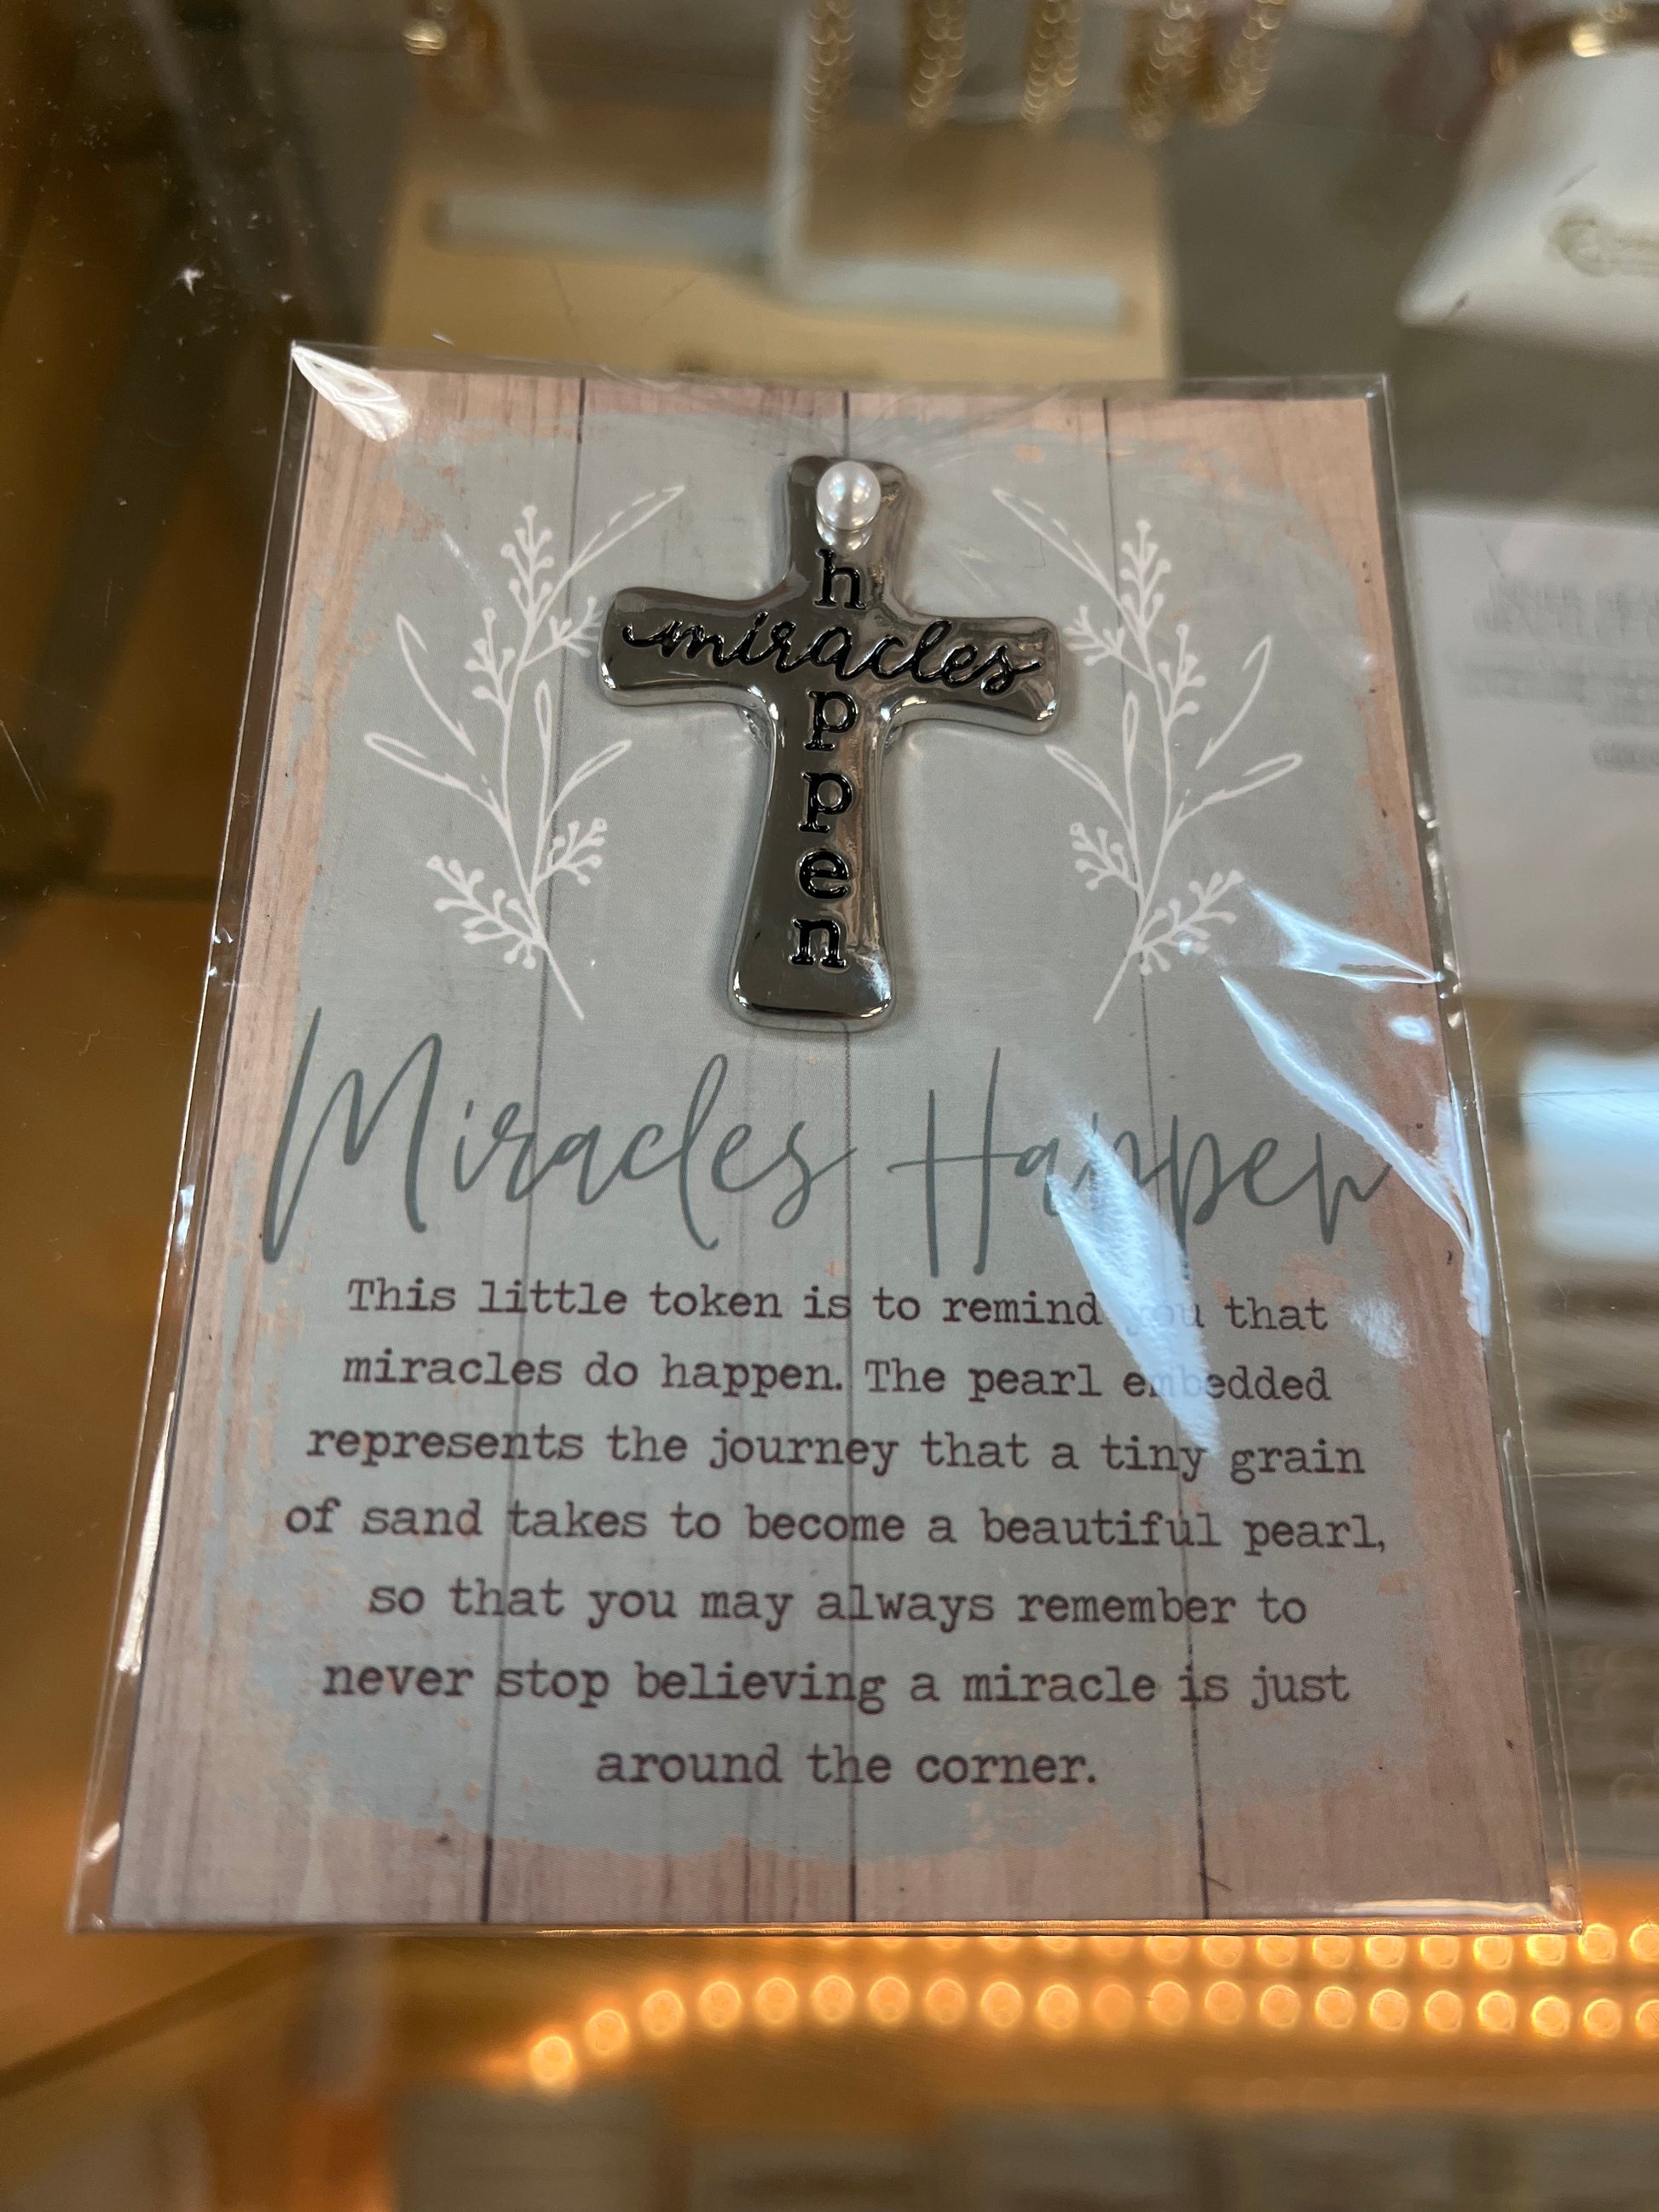 h
miracles
p
p
e
n
Miracles Happen
This little token is to remind you that
miracles do happen. The pearl embedded
represents the journey that a tiny grain
of sand takes to become a beautiful pearl,
so that you may always remember to
never stop believing a miracle is just
around the corner.